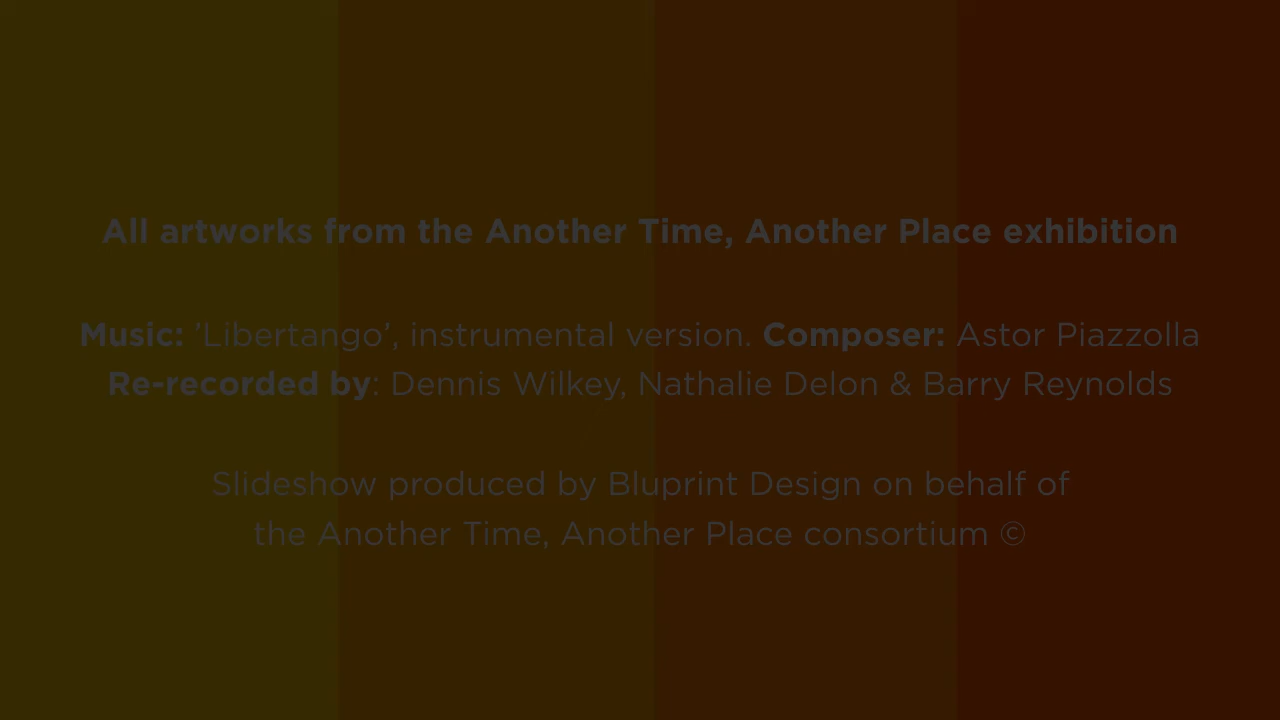 All artworks from the Another Time, Another Place exhibition
Music: ’Libertango’, instrumental version. Composer: Astor Piazzolla
Re-recorded by: Dennis Wilkey, Nathalie Delon & Barry Reynolds
Slideshow produced by Bluprint Design on behalf of
the Another Time, Another Place consortium ©